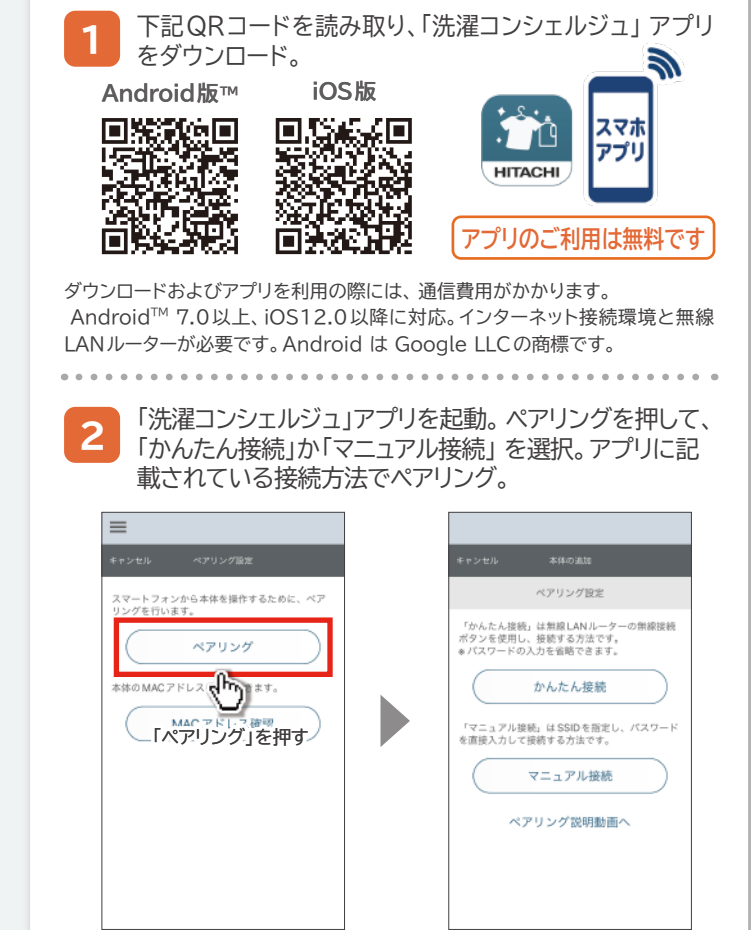 1
下記QRコードを読み取り、「洗濯コンシェルジュ」アプリ
をダウンロード。
Android版™
iOS版
HITACHI
スマホ
アプリ
アプリのご利用は無料です
ダウンロードおよびアプリを利用の際には、通信費用がかかります。
Android™ 7.0以上、iOS12.0以降に対応。インターネット接続環境と無線
LANルーターが必要です。Android は Google LLCの商標です。
2
「洗濯コンシェルジュ」アプリを起動。ペアリングを押して、
「かんたん接続」か「マニュアル接続」を選択。アプリに記
載されている接続方法でペアリング。
キャンセル
ペアリング設定
スマートフォンから本体を操作するために、ペア
リングを行います。
ペアリング
本体のMACアドレス
きます。
MACアドレス確認
「ペアリング」を押す
キャンセル
本体の追加
ペアリング設定
「かんたん接続」は無線LANルーターの無線接続
ボタンを使用し、接続する方法です。
※パスワードの入力を省略できます。
かんたん接続
「マニュアル接続」はSSIDを指定し、パスワード
を直接入力して接続する方法です。
マニュアル接続
ペアリング説明動画へ